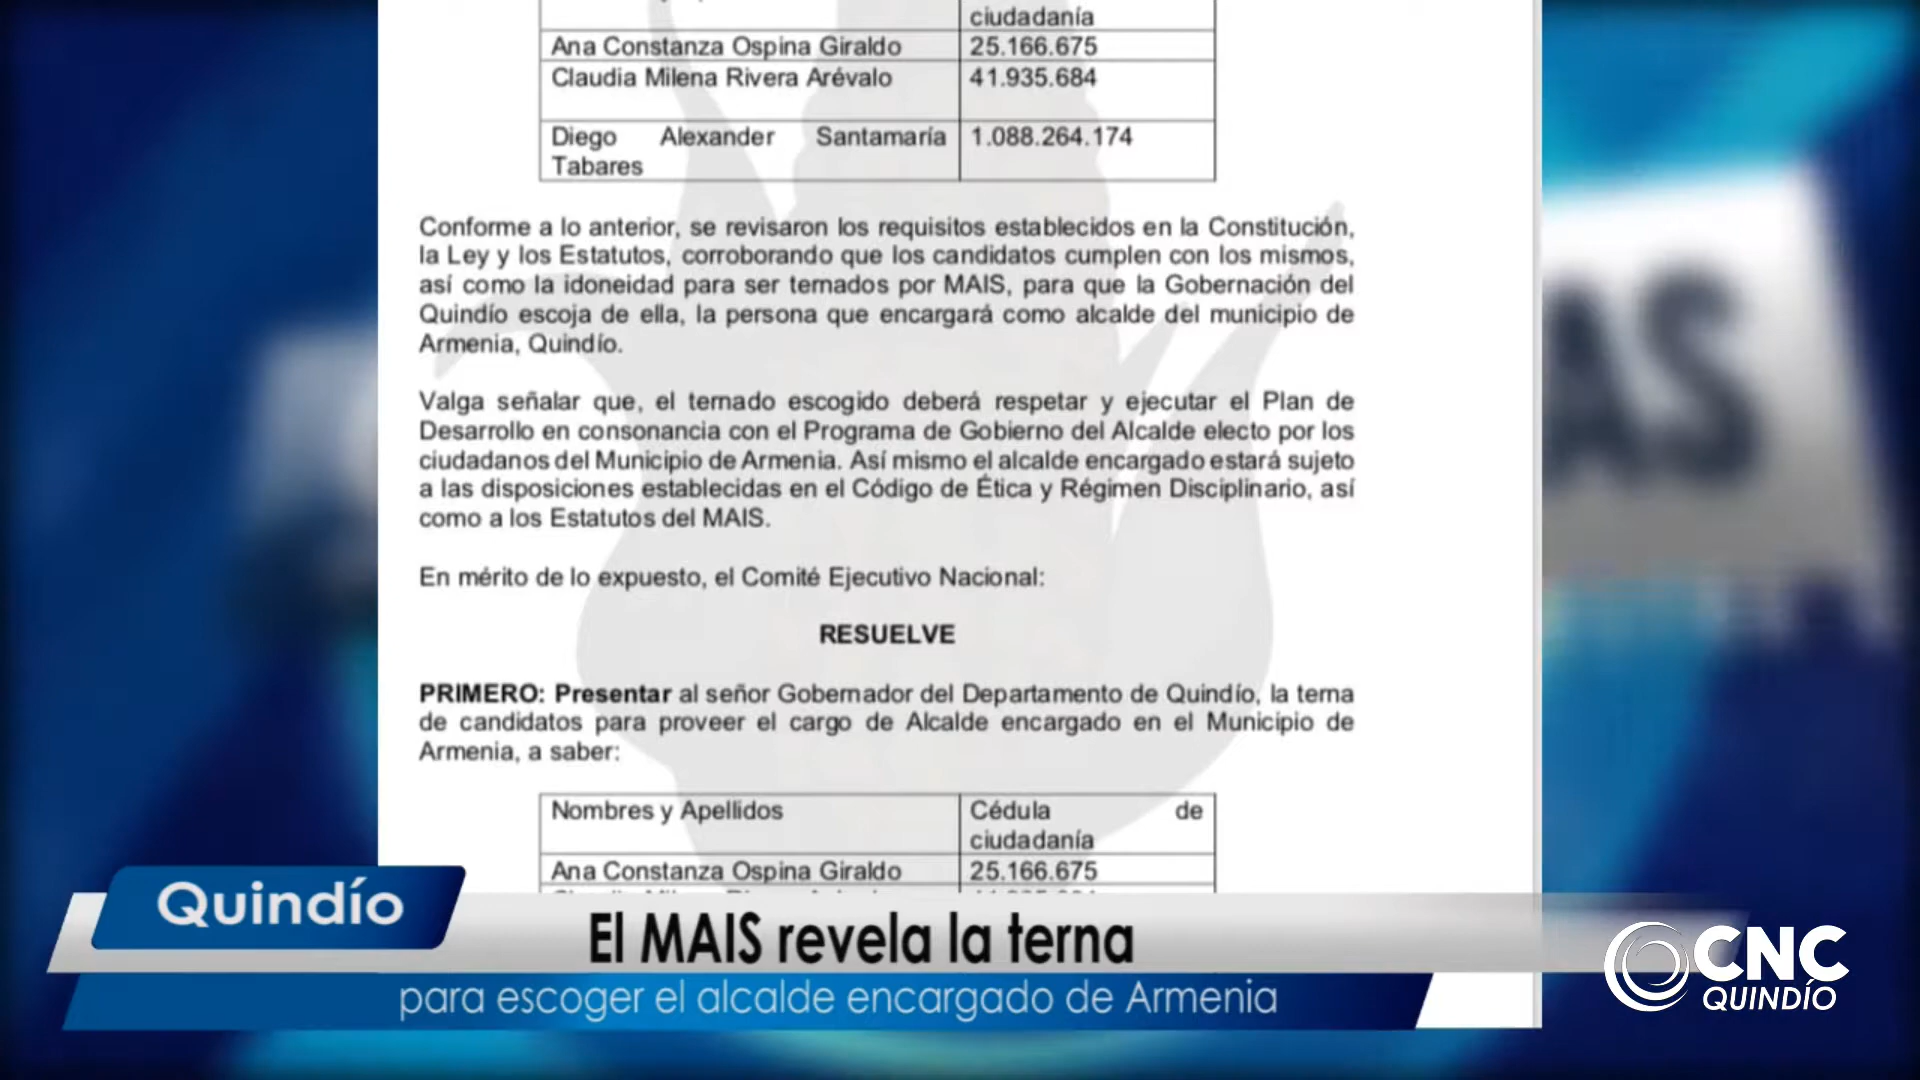 ciudadanía
Ana Constanza Ospina Giraldo 25.166.675
Claudia Milena Rivera Arévalo 41.935.684
Diego Alexander Santamaría 1.088.264.174
Tabares
Conforme a lo anterior, se revisaron los requisitos establecidos en la Constitución,
la Ley y los Estatutos, corroborando que los candidatos cumplen con los mismos,
así como la idoneidad para ser ternados por MAIS, para que la Gobernación del
Quindío escoja de ella, la persona que encargará como alcalde del municipio de
Armenia, Quindío.
Valga señalar que, el ternado escogido deberá respetar y ejecutar el Plan de
Desarrollo en consonancia con el Programa de Gobierno del Alcalde electo por los
ciudadanos del Municipio de Armenia. Así mismo el alcalde encargado estará sujeto
a las disposiciones establecidas en el Código de Ética y Régimen Disciplinario, así
como a los Estatutos del MAIS.
En mérito de lo expuesto, el Comité Ejecutivo Nacional:
RESUELVE
PRIMERO: Presentar al señor Gobernador del Departamento de Quindío, la terna
de candidatos para proveer el cargo de Alcalde encargado en el Municipio de
Armenia, a saber:
Nombres y Apellidos Cédula de
ciudadanía
Ana Constanza Ospina Giraldo 25.166.675
Quindío
El MAIS revela la terna
para escoger el alcalde encargado de Armenia
CNC
QUINDÍO
AS